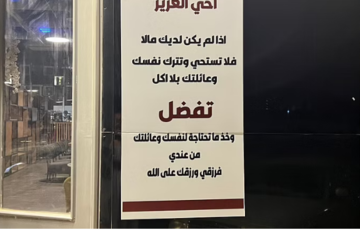 أخي العزيز
اذا لم يكن لديك مالا
فلا تستحي وتترك نفسك
وعائلتك بلا اكل
تفضل
وخذ ما تحتاجة لنفسك وعائلتك
من عندي
فرزقي ورزقك على الله